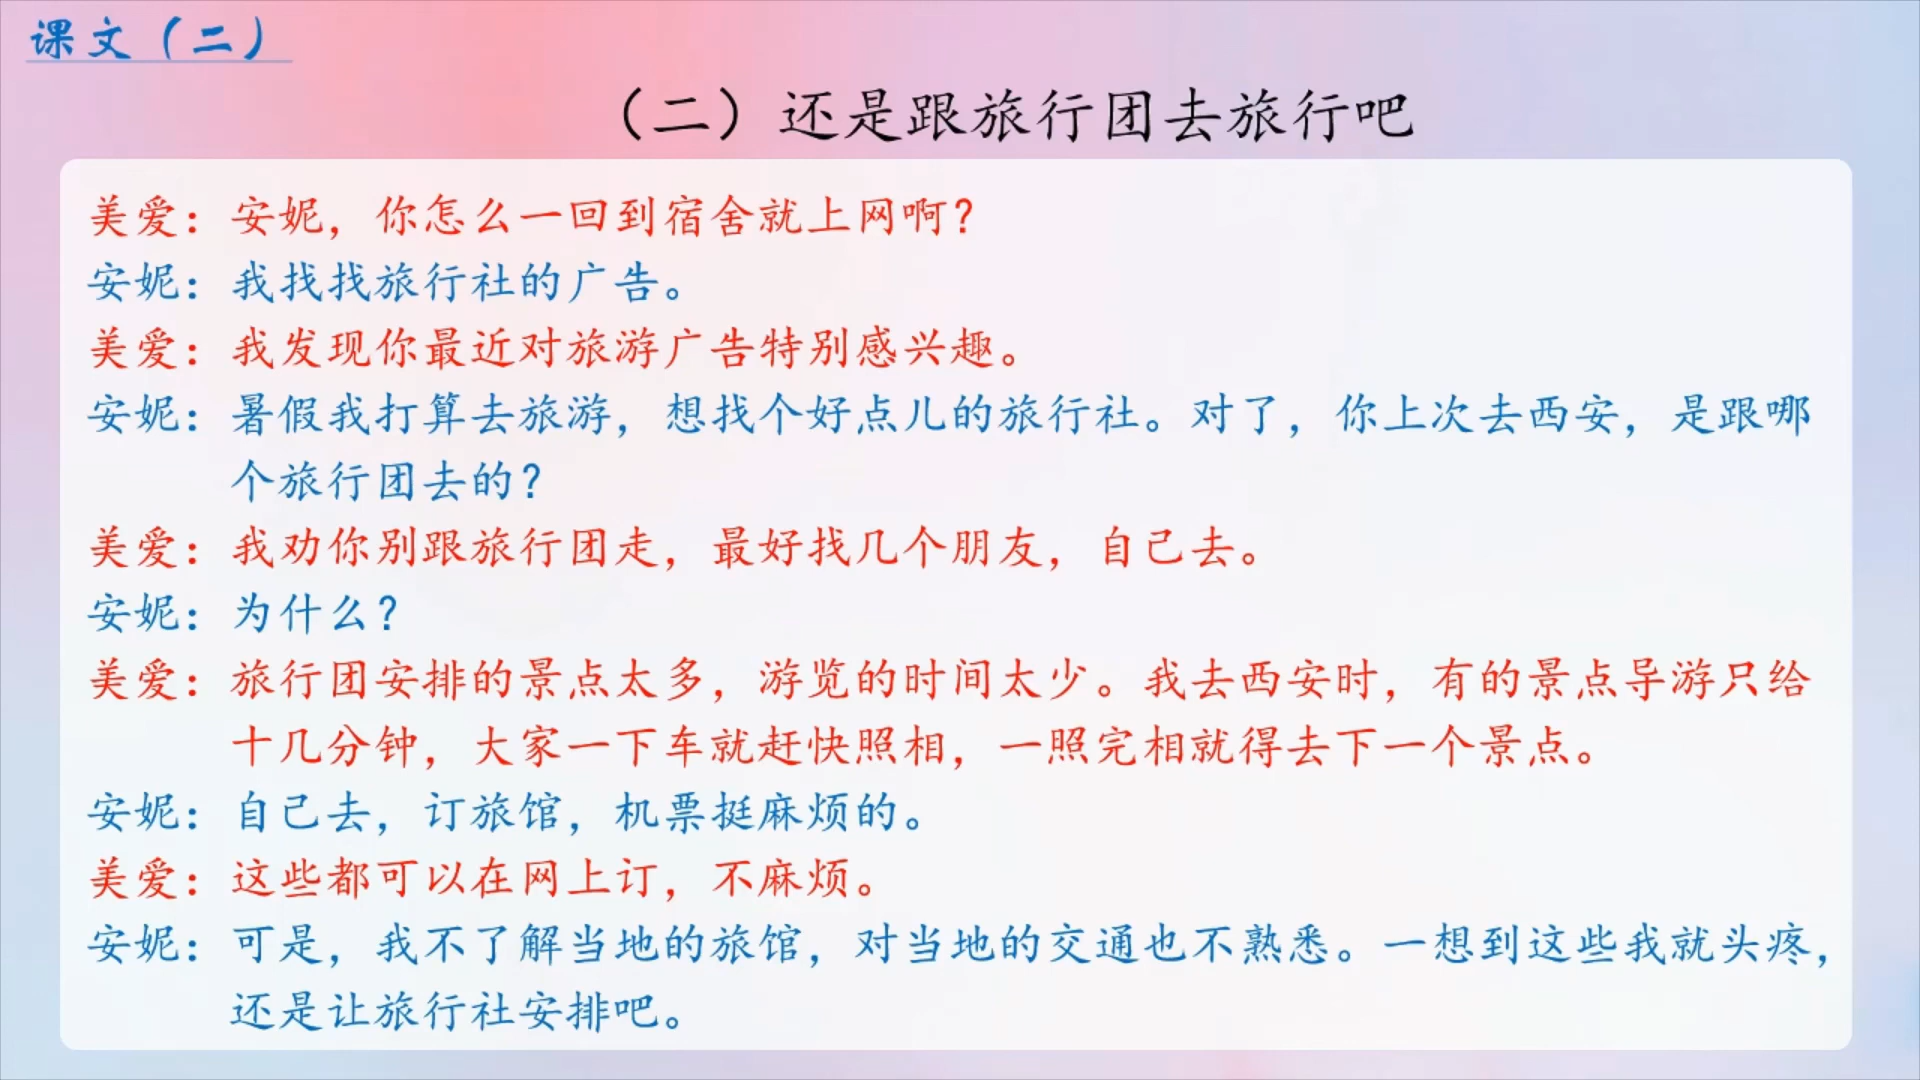 课文（二）
（二）还是跟旅行团去旅行吧
美爱：安妮，你怎么一回到宿舍就上网啊？
安妮：我找找旅行社的广告。
美爱：我发现你最近对旅游广告特别感兴趣。
安妮：暑假我打算去旅游，想找个好点儿的旅行社。对了，你上次去西安，是跟哪
个旅行团去的？
美爱：我劝你别跟旅行团走，最好找几个朋友，自己去。
安妮：为什么？
美爱：旅行团安排的景点太多，游览的时间太少。我去西安时，有的景点导游只给
十几分钟，大家一下车就赶快照相，一照完相就得去下一个景点。
安妮：自己去，订旅馆，机票挺麻烦的。
美爱：这些都可以在网上订，不麻烦。
安妮：可是，我不了解当地的旅馆，对当地的交通也不熟悉。一想到这些我就头疼，
还是让旅行社安排吧。